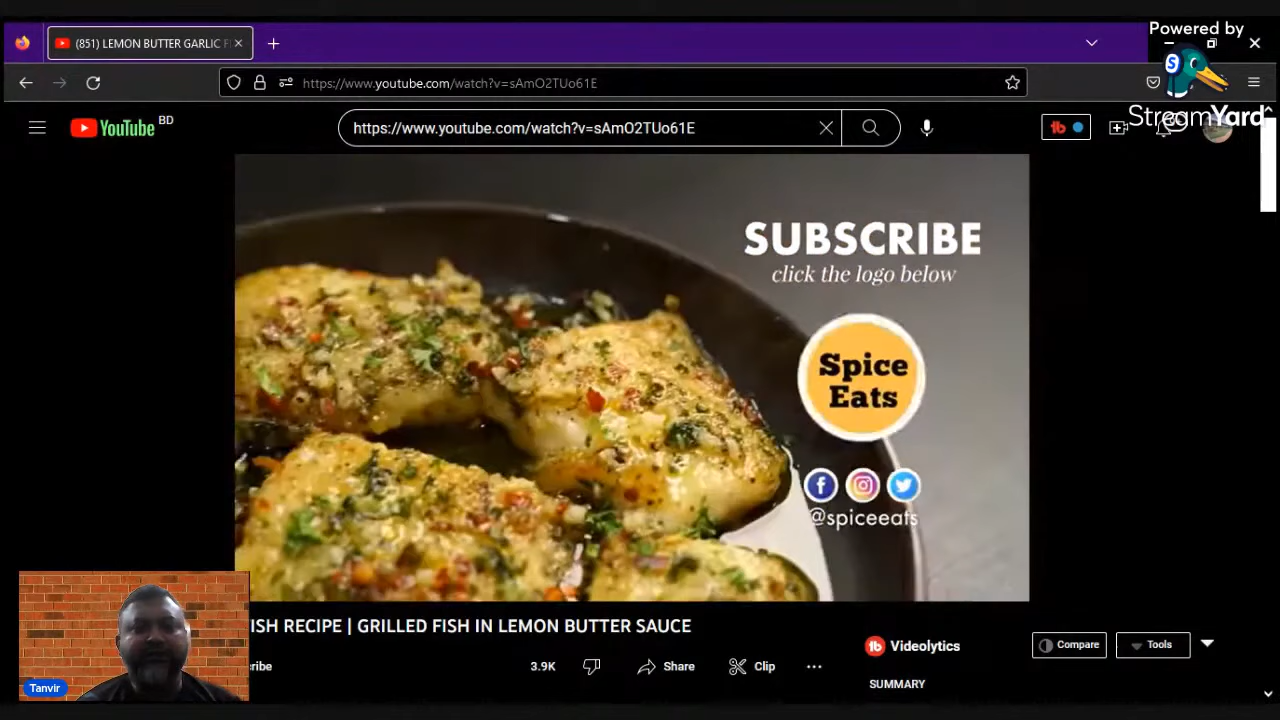 (851) LEMON BUTTER GARLIC F
Powered by
https://www.youtube.com/watch?v=sAmO2TUo61E
StreamYard
YouTube BD
https://www.youtube.com/watch?v=sAmO2TUo61E
tb
SUBSCRIBE
click the logo below
Spice
Eats
@spiceeats
ISH RECIPE | GRILLED FISH IN LEMON BUTTER SAUCE
tb Videolytics
Compare
Tools
ribe
3.9K
Share
Clip
SUMMARY
Tanvir